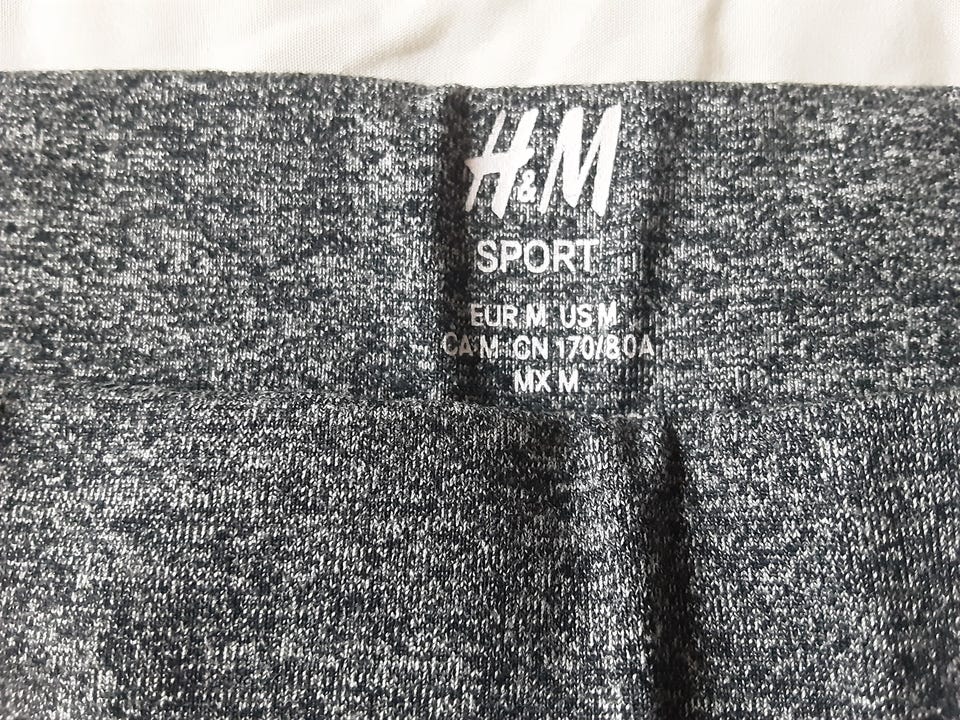 H&M
SPORT
EUR M US M
CA M CN 170/80A
MX M